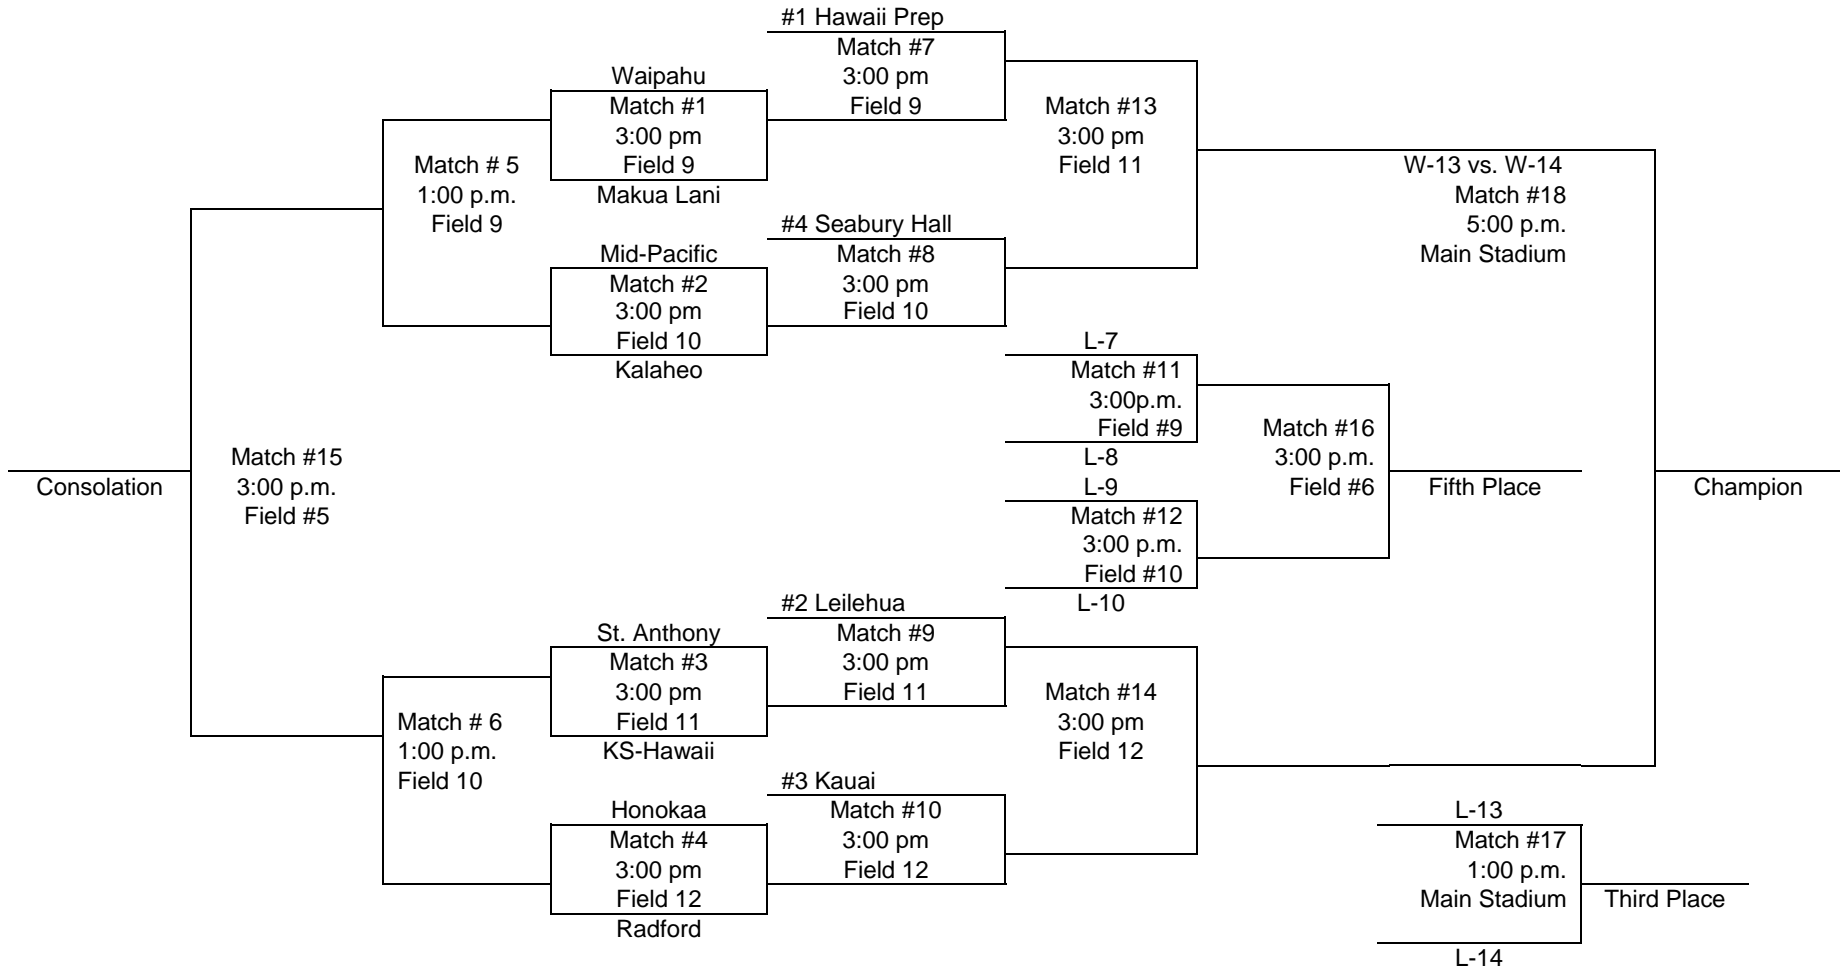 #1 Hawaii Prep
Match #7
3:00 pm
Field 9
Waipahu
Match #1
3:00 pm
Field 9
Makua Lani
Match # 5
1:00 p.m.
Field 9
Match #13
3:00 pm
Field 11
W-13 vs. W-14
Match #18
5:00 p.m.
Main Stadium
#4 Seabury Hall
Match #8
3:00 pm
Field 10
Mid-Pacific
Match #2
3:00 pm
Field 10
Kalaheo
L-7
Match #11
3:00p.m.
Field #9
L-8
L-9
Match #12
3:00 p.m.
Field #10
L-10
Match #16
3:00 p.m.
Field #6
Fifth Place
Champion
Consolation
Match #15
3:00 p.m.
Field #5
#2 Leilehua
Match #9
3:00 pm
Field 11
St. Anthony
Match #3
3:00 pm
Field 11
KS-Hawaii
Match # 6
1:00 p.m.
Field 10
Match #14
3:00 pm
Field 12
#3 Kauai
Match #10
3:00 pm
Field 12
Honokaa
Match #4
3:00 pm
Field 12
Radford
L-13
Match #17
1:00 p.m.
Main Stadium
Third Place
L-14